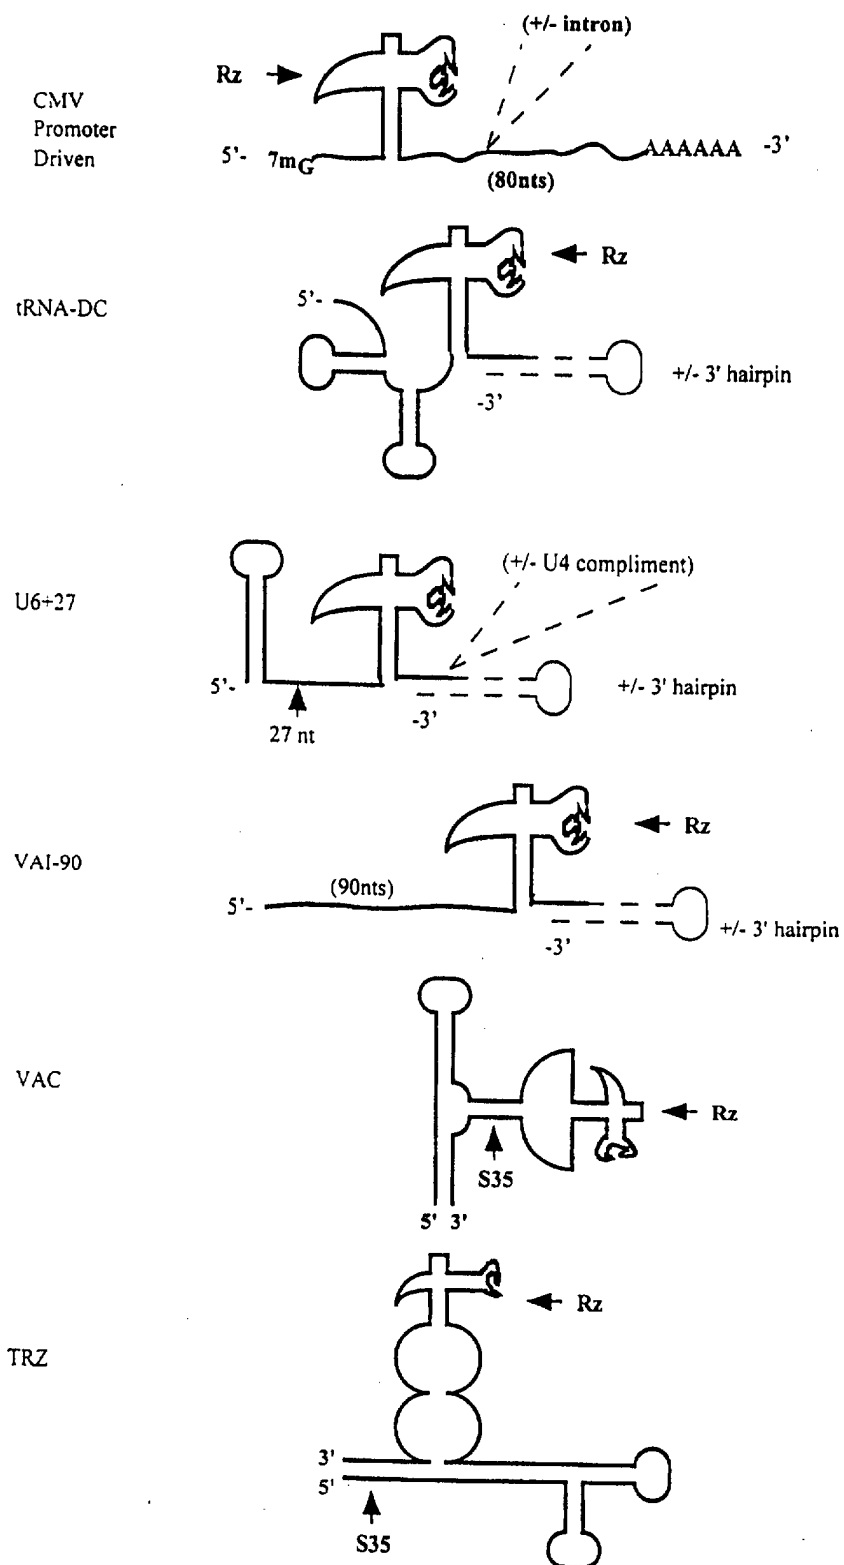 (+/- intron)
Rz
CMV
Promoter
Driven
5'- 7mG AAAAAA -3'
(80nts)
Rz
5'-
tRNA-DC
+/- 3' hairpin
-3'
(+/- U4 compliment)
U6+27
5'-
+/- 3' hairpin
-3'
27 nt
Rz
VAI-90
(90nts)
5'-
+/- 3' hairpin
-3'
VAC
Rz
S35
5' 3'
Rz
TRZ
3'
5'
S35